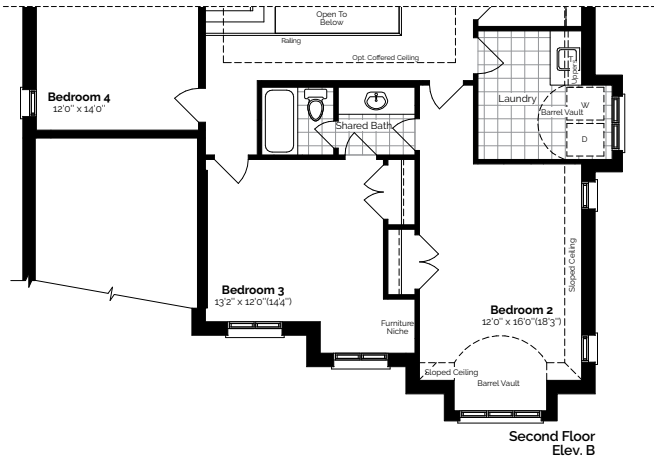 Open To
Below
Railing
Opt. Coffered Ceiling
Upper's
Bedroom 4
12'0" x 14'0"
Laundry
W
Barrel Vault
D
Shared Bath
Sloped Ceiling
Bedroom 3
13'2" x 12'0"(14'4")
Bedroom 2
12'0" x 16'0"(18'3")
Furniture
Niche
Sloped Ceiling
Barrel Vault
Second Floor
Elev. B